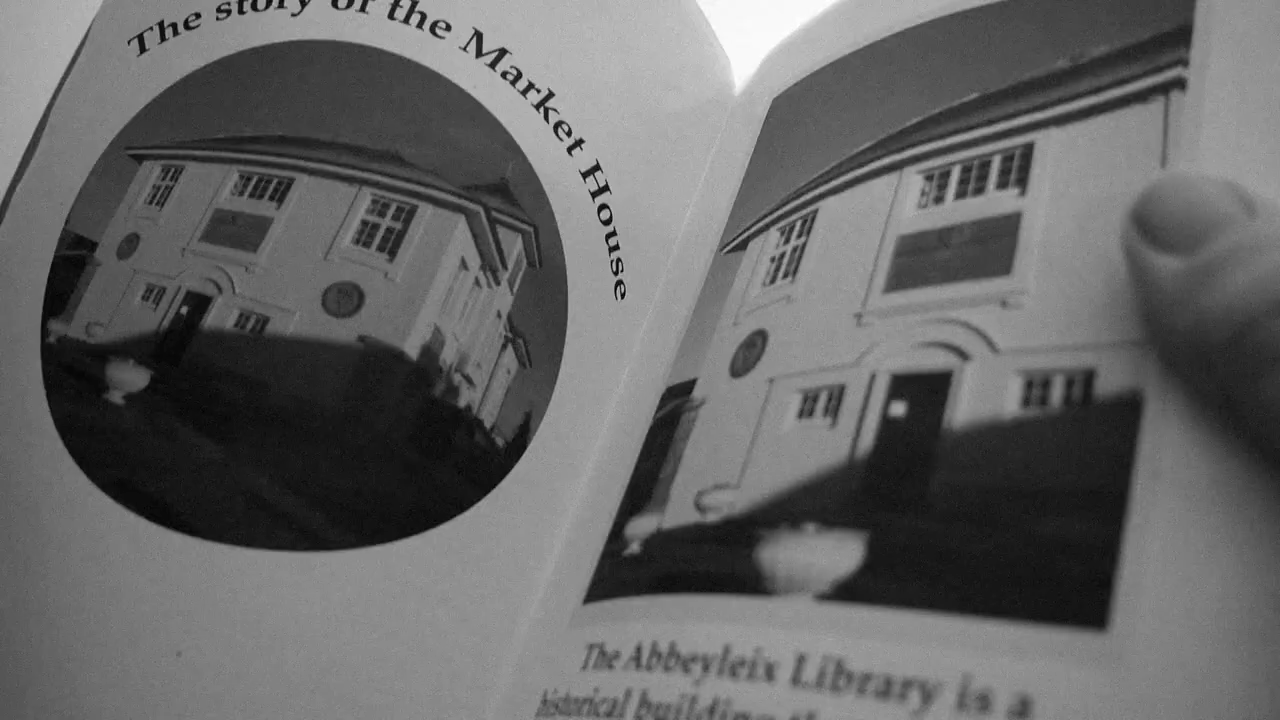 The story of the Market House
The Abbeyleix Library is a
historical building